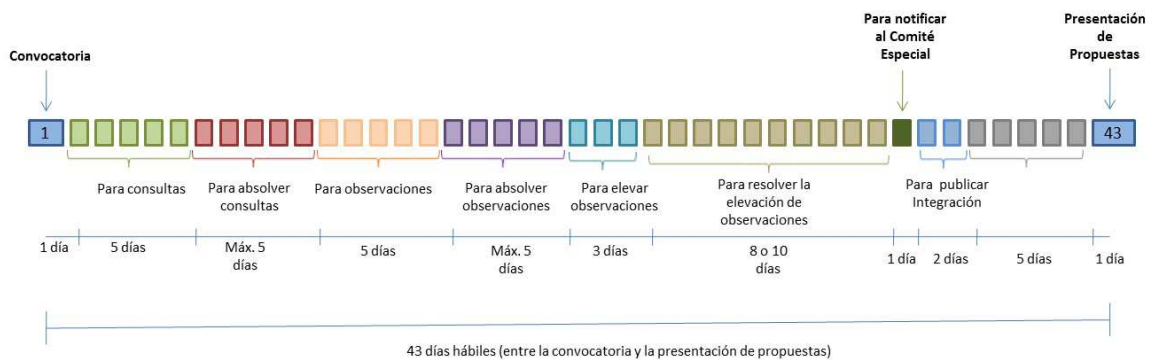 Convocatoria
Para notificar
al Comité
Especial
Presentación
de
Propuestas
1
43
Para consultas
Para absolver
consultas
Para observaciones
Para absolver
observaciones
Para elevar
observaciones
Para resolver la
elevación de
observaciones
Para publicar
Integración
1 día
5 días
Máx. 5
días
5 días
Máx. 5
días
3 días
8 o 10
días
1 día
2 días
5 días
1 día
43 días hábiles (entre la convocatoria y la presentación de propuestas)